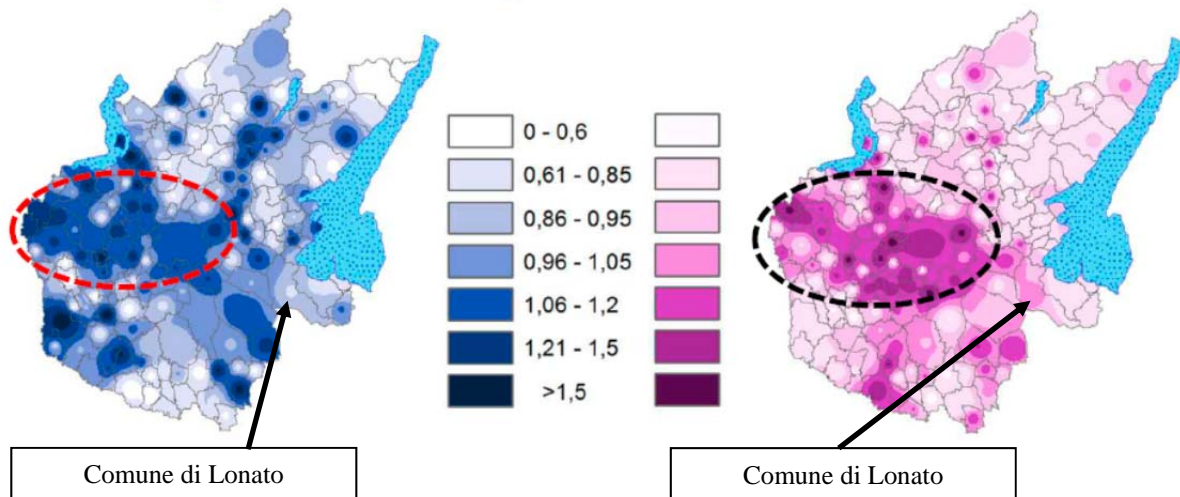 0 - 0,6
0,61 - 0,85
0,86 - 0,95
0,96 - 1,05
1,06 - 1,2
1,21 - 1,5
>1,5
Comune di Lonato
Comune di Lonato